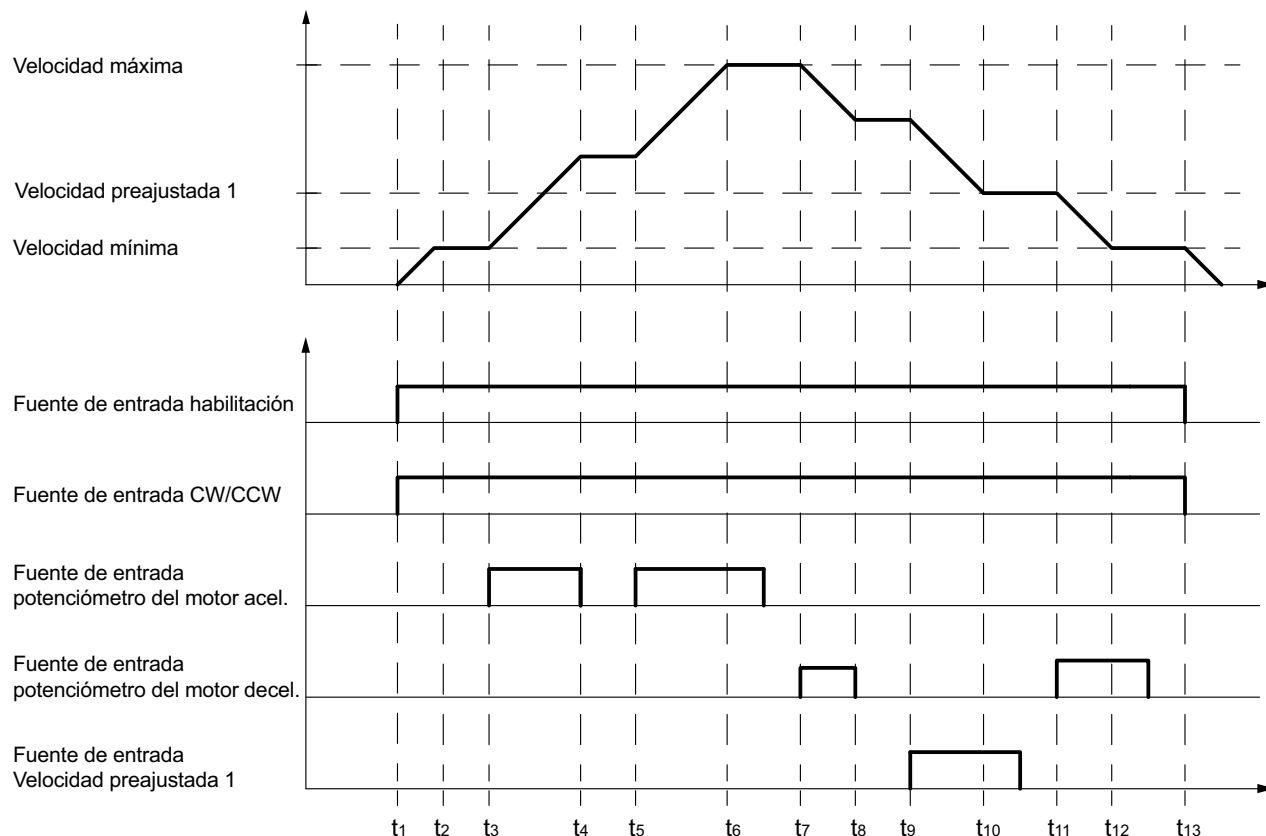 Velocidad máxima
Velocidad preajustada 1
Velocidad mínima
Fuente de entrada habilitación
Fuente de entrada CW/CCW
Fuente de entrada
potenciómetro del motor acel.
Fuente de entrada
potenciómetro del motor decel.
Fuente de entrada
Velocidad preajustada 1
t1 t2 t3 t4 t5 t6 t7 t8 t9 t10 t11 t12 t13